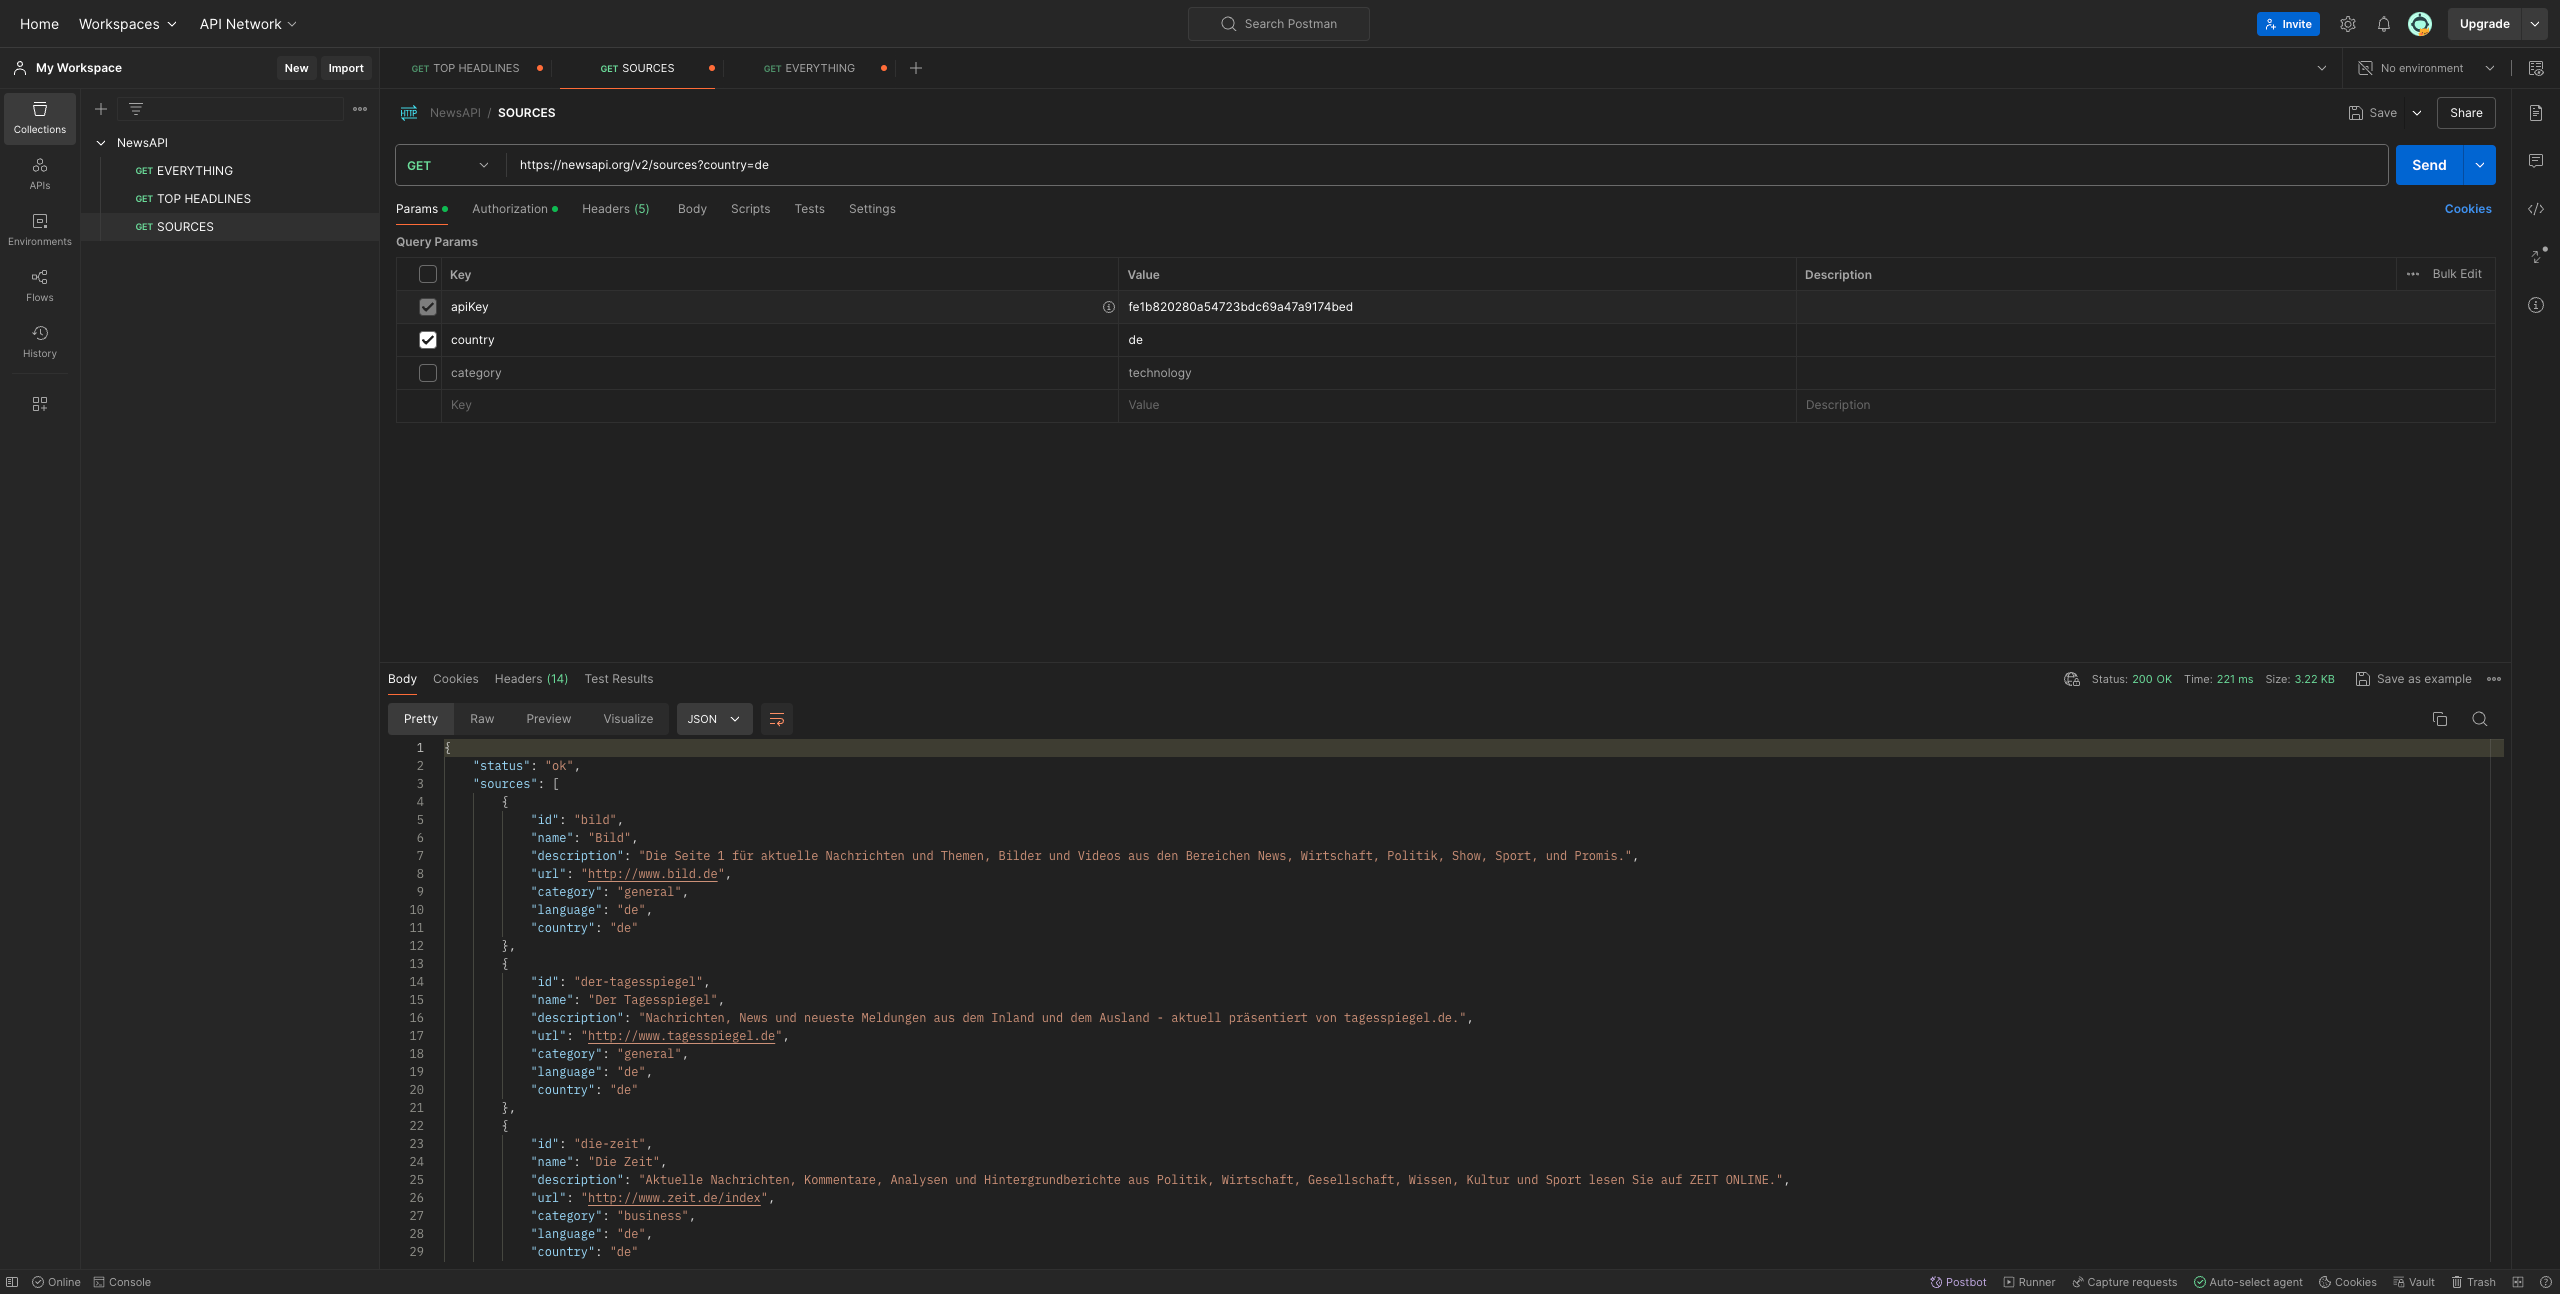 Home Workspaces API Network Search Postman Invite Upgrade
My Workspace New Import GET TOP HEADLINES GET SOURCES GET EVERYTHING No environment
Collections
APIs
Environments
Flows
History
NewsAPI
GET EVERYTHING
GET TOP HEADLINES
GET SOURCES
NewsAPI / SOURCES Save Share
GET https://newsapi.org/v2/sources?country=de Send
Params Authorization Headers (5) Body Scripts Tests Settings Cookies
Query Params
Key Value Description Bulk Edit
apiKey fe1b820280a54723bdc69a47a9174bed
country de
category technology
Key Value Description
Body Cookies Headers (14) Test Results Status: 200 OK Time: 221 ms Size: 3.22 KB Save as example
Pretty Raw Preview Visualize JSON
1 {
2 "status": "ok",
3 "sources": [
4 {
5 "id": "bild",
6 "name": "Bild",
7 "description": "Die Seite 1 für aktuelle Nachrichten und Themen, Bilder und Videos aus den Bereichen News, Wirtschaft, Politik, Show, Sport, und Promis.",
8 "url": "http://www.bild.de",
9 "category": "general",
10 "language": "de",
11 "country": "de"
12 },
13 {
14 "id": "der-tagesspiegel",
15 "name": "Der Tagesspiegel",
16 "description": "Nachrichten, News und neueste Meldungen aus dem Inland und dem Ausland - aktuell präsentiert von tagesspiegel.de.",
17 "url": "http://www.tagesspiegel.de",
18 "category": "general",
19 "language": "de",
20 "country": "de"
21 },
22 {
23 "id": "die-zeit",
24 "name": "Die Zeit",
25 "description": "Aktuelle Nachrichten, Kommentare, Analysen und Hintergrundberichte aus Politik, Wirtschaft, Gesellschaft, Wissen, Kultur und Sport lesen Sie auf ZEIT ONLINE.",
26 "url": "http://www.zeit.de/index",
27 "category": "business",
28 "language": "de",
29 "country": "de"
Online Console Postbot Runner Capture requests Auto-select agent Cookies Vault Trash